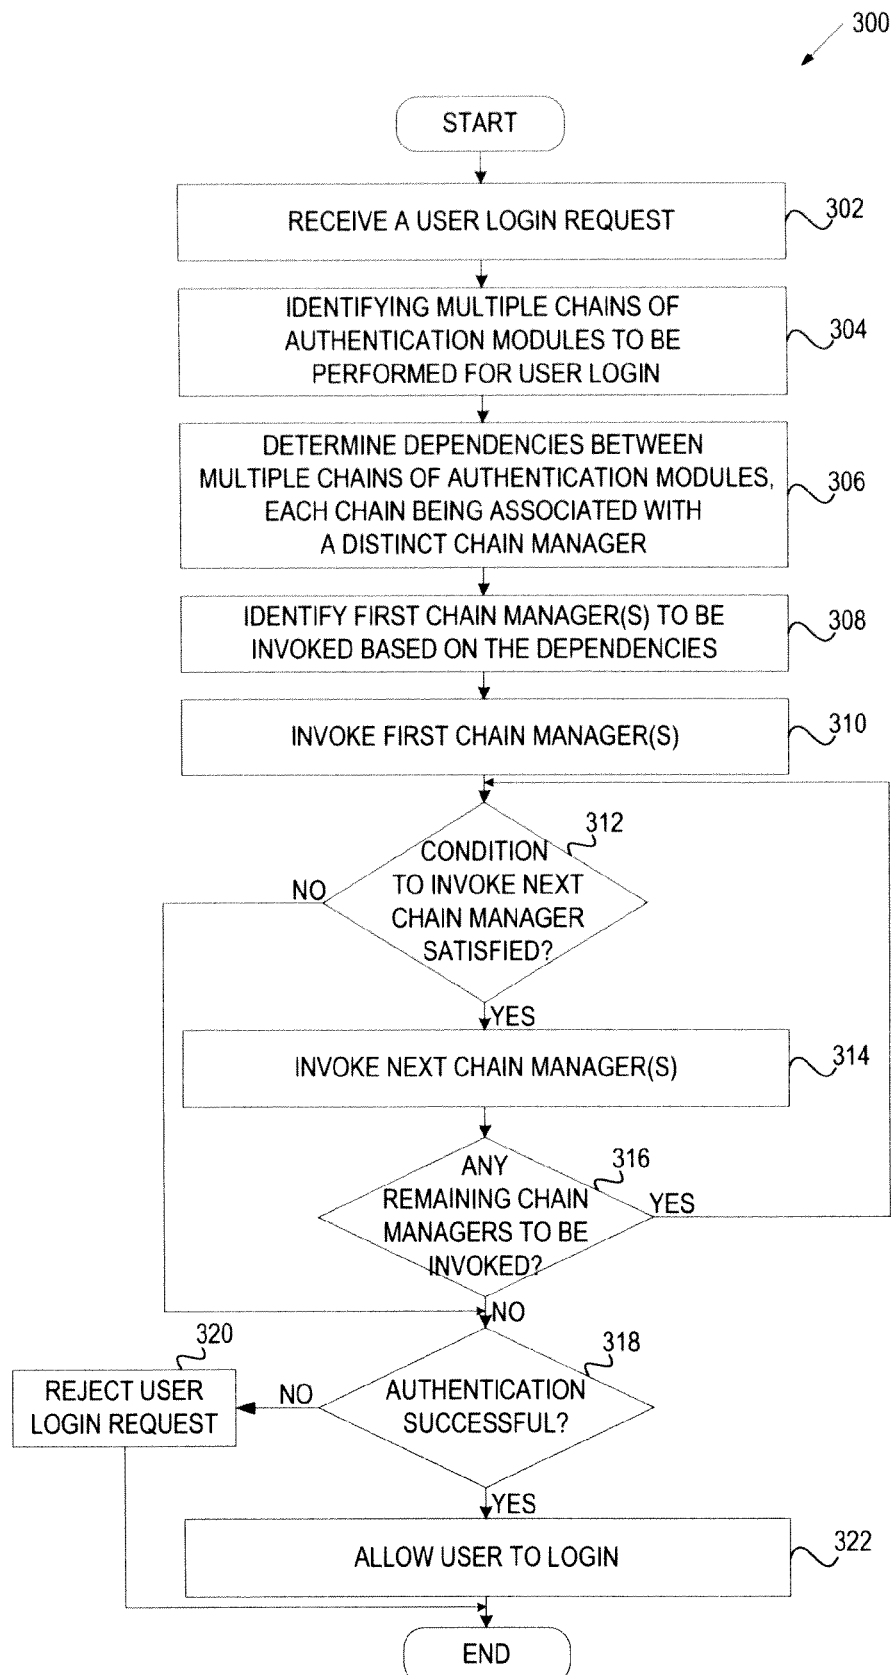 300
START
RECEIVE A USER LOGIN REQUEST
302
IDENTIFYING MULTIPLE CHAINS OF
AUTHENTICATION MODULES TO BE
PERFORMED FOR USER LOGIN
304
DETERMINE DEPENDENCIES BETWEEN
MULTIPLE CHAINS OF AUTHENTICATION MODULES,
EACH CHAIN BEING ASSOCIATED WITH
A DISTINCT CHAIN MANAGER
306
IDENTIFY FIRST CHAIN MANAGER(S) TO BE
INVOKED BASED ON THE DEPENDENCIES
308
INVOKE FIRST CHAIN MANAGER(S)
310
312
CONDITION
TO INVOKE NEXT
CHAIN MANAGER
SATISFIED?
NO
YES
INVOKE NEXT CHAIN MANAGER(S)
314
316
ANY
REMAINING CHAIN
MANAGERS TO BE
INVOKED?
YES
NO
318
AUTHENTICATION
SUCCESSFUL?
NO
320
REJECT USER
LOGIN REQUEST
YES
ALLOW USER TO LOGIN
322
END